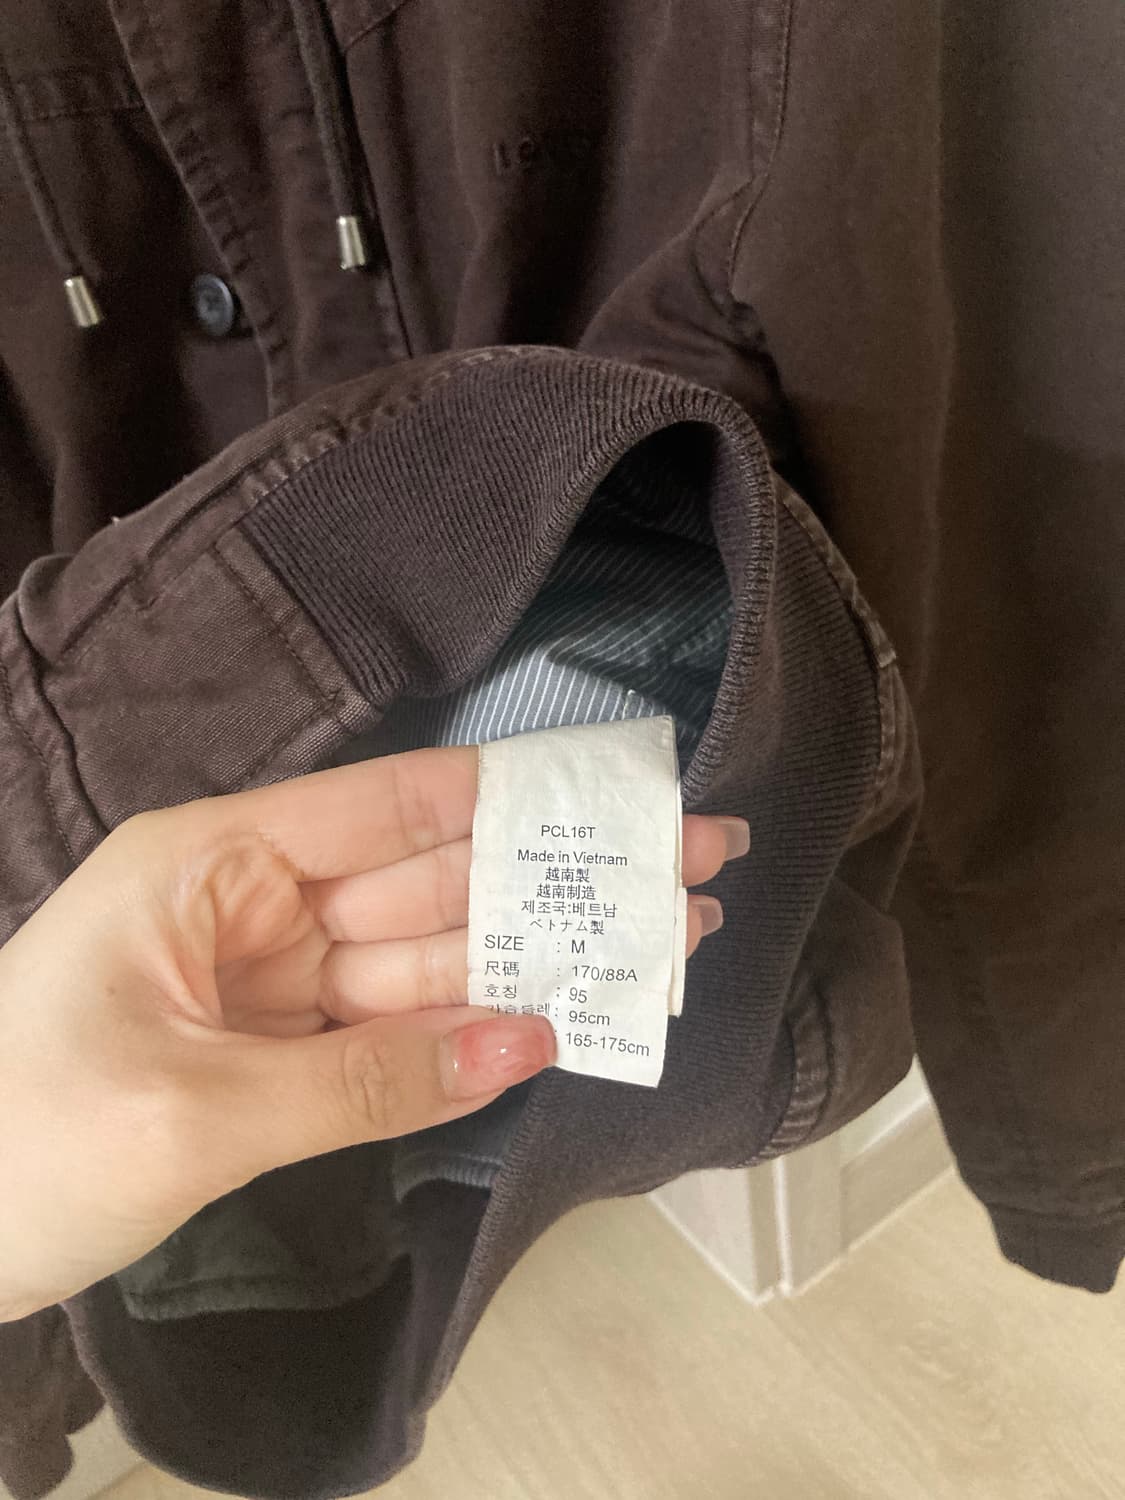 PCL16T
Made in Vietnam
越南製
越南制造
제조국:베트남
ベトナム製
SIZE : M
尺碼 : 170/88A
호칭 : 95
: 95cm
: 165-175cm